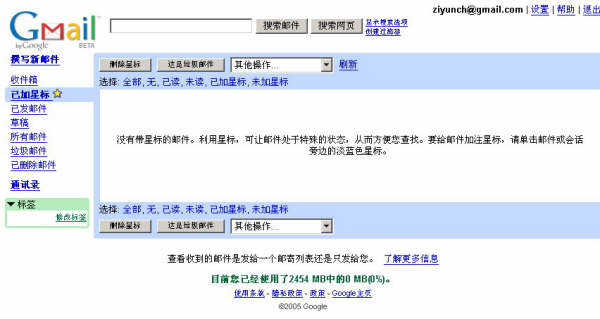 ziyunch@gmail.com | 设置 | 帮助 | 退出
Gmail
by Google
BETA
搜索邮件 搜索网页 显示搜索选项
创建过滤器
撰写新邮件
收件箱
已加星标
已发邮件
草稿
所有邮件
垃圾邮件
已删除邮件
通讯录
标签
修改标签
删除星标 这是垃圾邮件 其他操作... 刷新
选择: 全部, 无, 已读, 未读, 已加星标, 未加星标
没有带星标的邮件。利用星标，可让邮件处于特殊的状态，从而方便您查找。要给邮件加注星标，请单击邮件或会话
旁边的淡蓝色星标。
选择: 全部, 无, 已读, 未读, 已加星标, 未加星标
删除星标 这是垃圾邮件 其他操作...
查看收到的邮件是发给一个邮寄列表还是只发给您。 了解更多信息
目前您已经使用了2454 MB中的0 MB(0%)。
使用条款 - 隐私政策 - 政策 - Google主页
©2005 Google